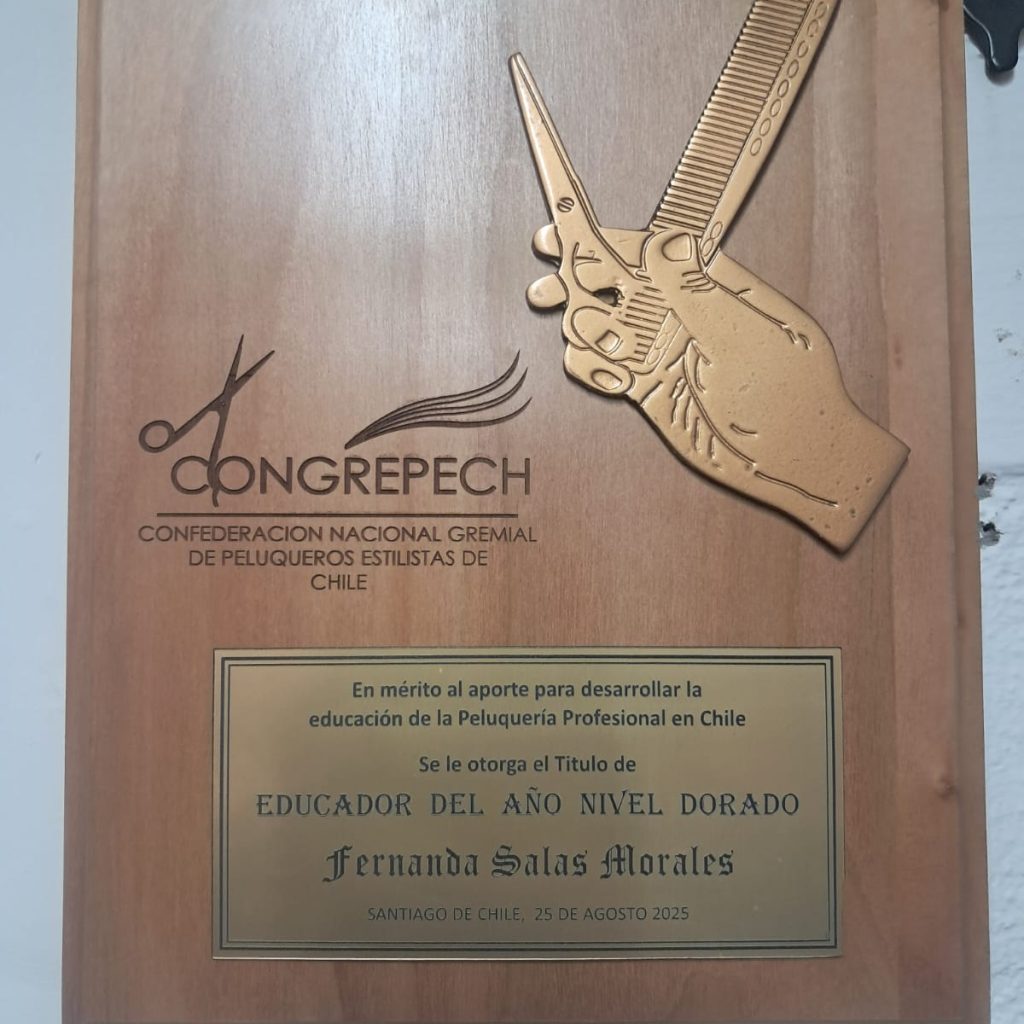 CONGREPECH
CONFEDERACION NACIONAL GREMIAL
DE PELUQUEROS ESTILISTAS DE
CHILE
En mérito al aporte para desarrollar la
educación de la Peluquería Profesional en Chile
Se le otorga el Titulo de
EDUCADOR DEL AÑO NIVEL DORADO
Fernanda Salas Morales
SANTIAGO DE CHILE, 25 DE AGOSTO 2025